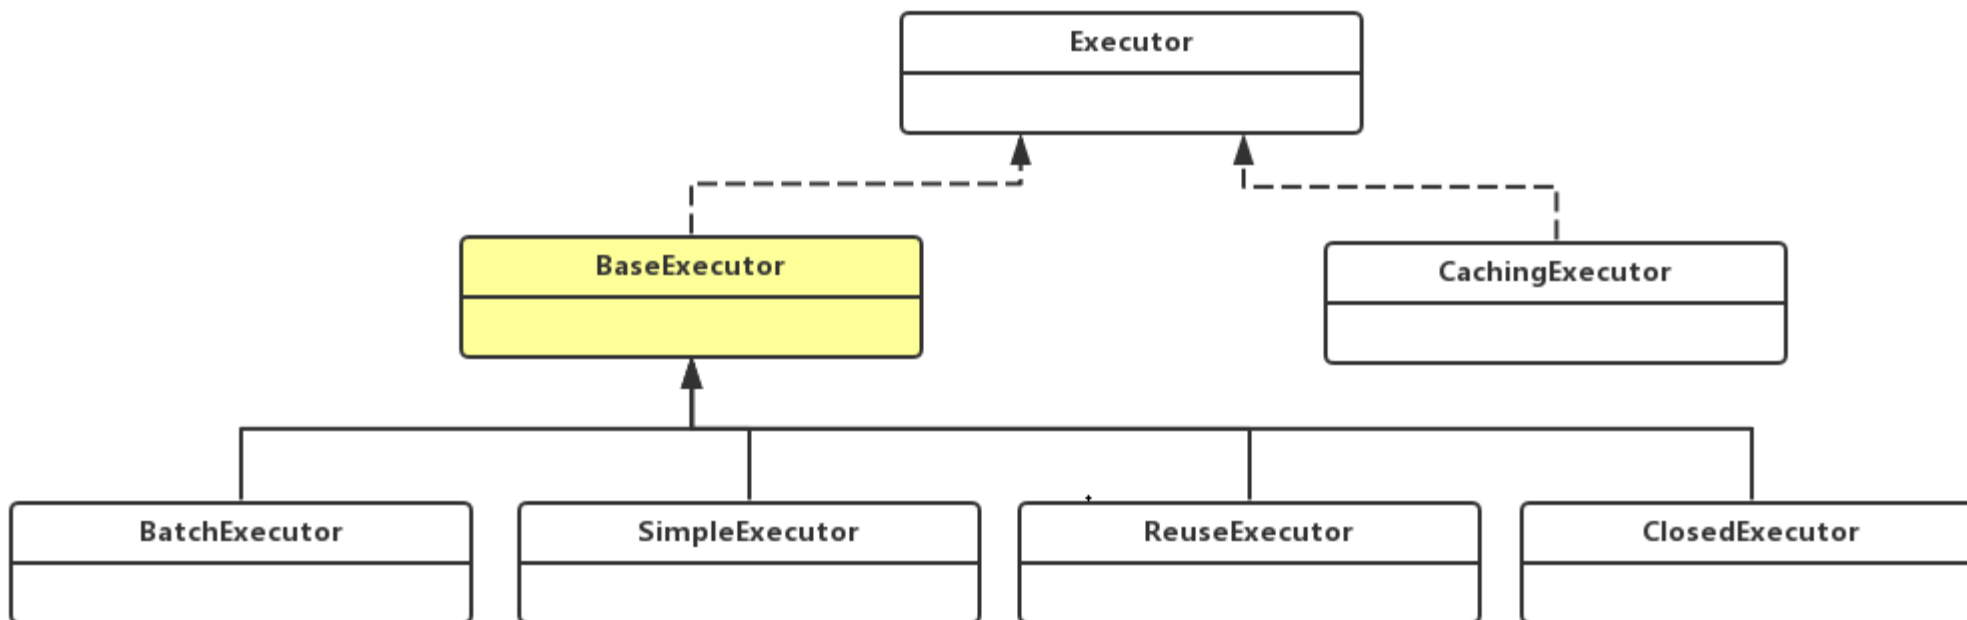 Executor
BaseExecutor
CachingExecutor
BatchExecutor
SimpleExecutor
ReuseExecutor
ClosedExecutor